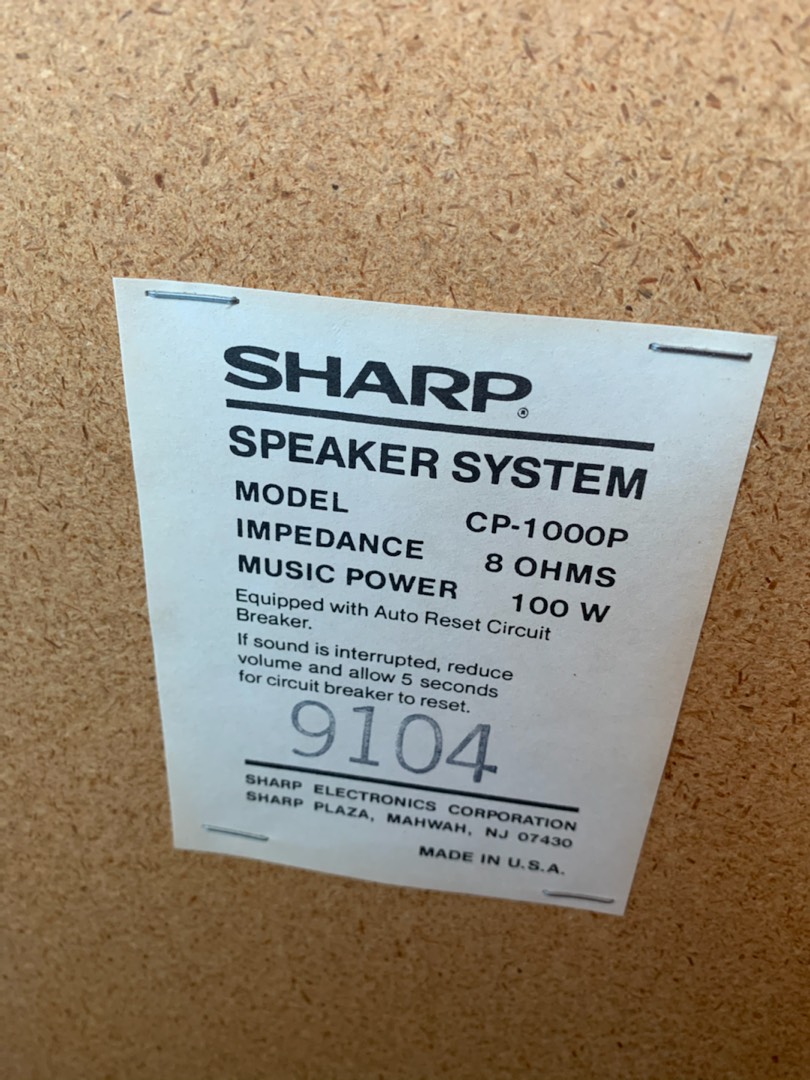 SHARP®
SPEAKER SYSTEM
MODEL CP-1000P
IMPEDANCE 8 OHMS
MUSIC POWER 100 W
Equipped with Auto Reset Circuit
Breaker.
If sound is interrupted, reduce
volume and allow 5 seconds
for circuit breaker to reset.
9104
SHARP ELECTRONICS CORPORATION
SHARP PLAZA, MAHWAH, NJ 07430
MADE IN U.S.A.